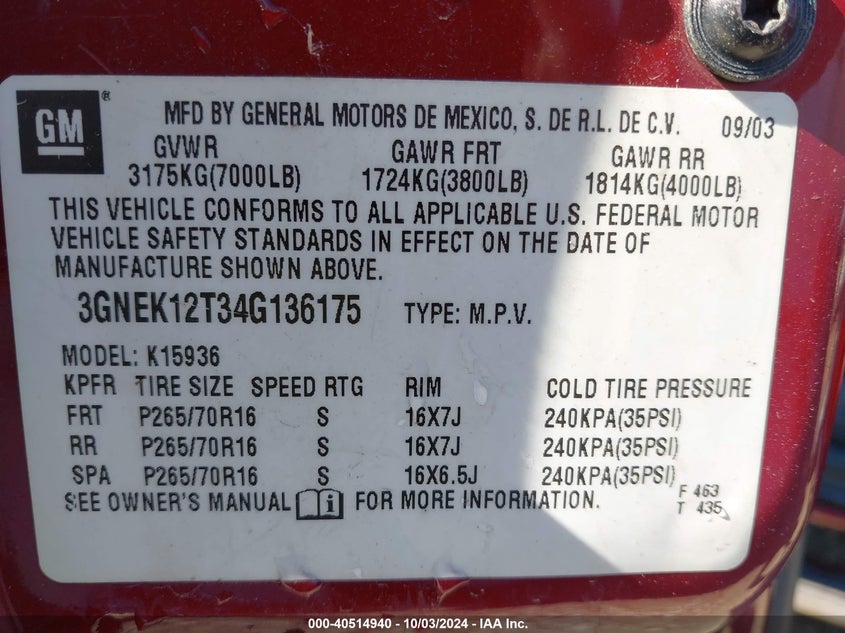 GM ®
MFD BY GENERAL MOTORS DE MEXICO, S. DE R.L. DE C.V. 09/03
GVWR GAWR FRT GAWR RR
3175KG(7000LB) 1724KG(3800LB) 1814KG(4000LB)
THIS VEHICLE CONFORMS TO ALL APPLICABLE U.S. FEDERAL MOTOR
VEHICLE SAFETY STANDARDS IN EFFECT ON THE DATE OF
MANUFACTURE SHOWN ABOVE.
3GNEK12T34G136175 TYPE: M.P.V.
MODEL: K15936
KPFR TIRE SIZE SPEED RTG RIM COLD TIRE PRESSURE
FRT P265/70R16 S 16X7J 240KPA(35PSI)
RR P265/70R16 S 16X7J 240KPA(35PSI)
SPA P265/70R16 S 16X6.5J 240KPA(35PSI)
SEE OWNER'S MANUAL i FOR MORE INFORMATION.
F 463
T 435
000-40514940 - 10/03/2024 - IAA Inc.